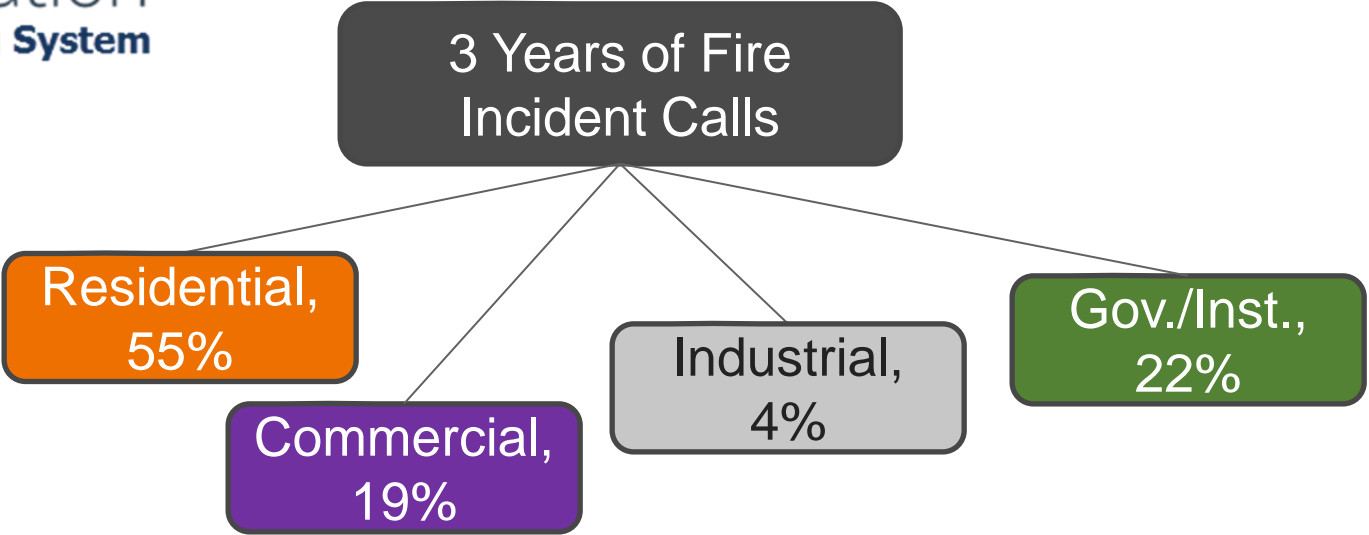 System
3 Years of Fire
Incident Calls
Residential,
55%
Commercial,
19%
Industrial,
4%
Gov./Inst.,
22%